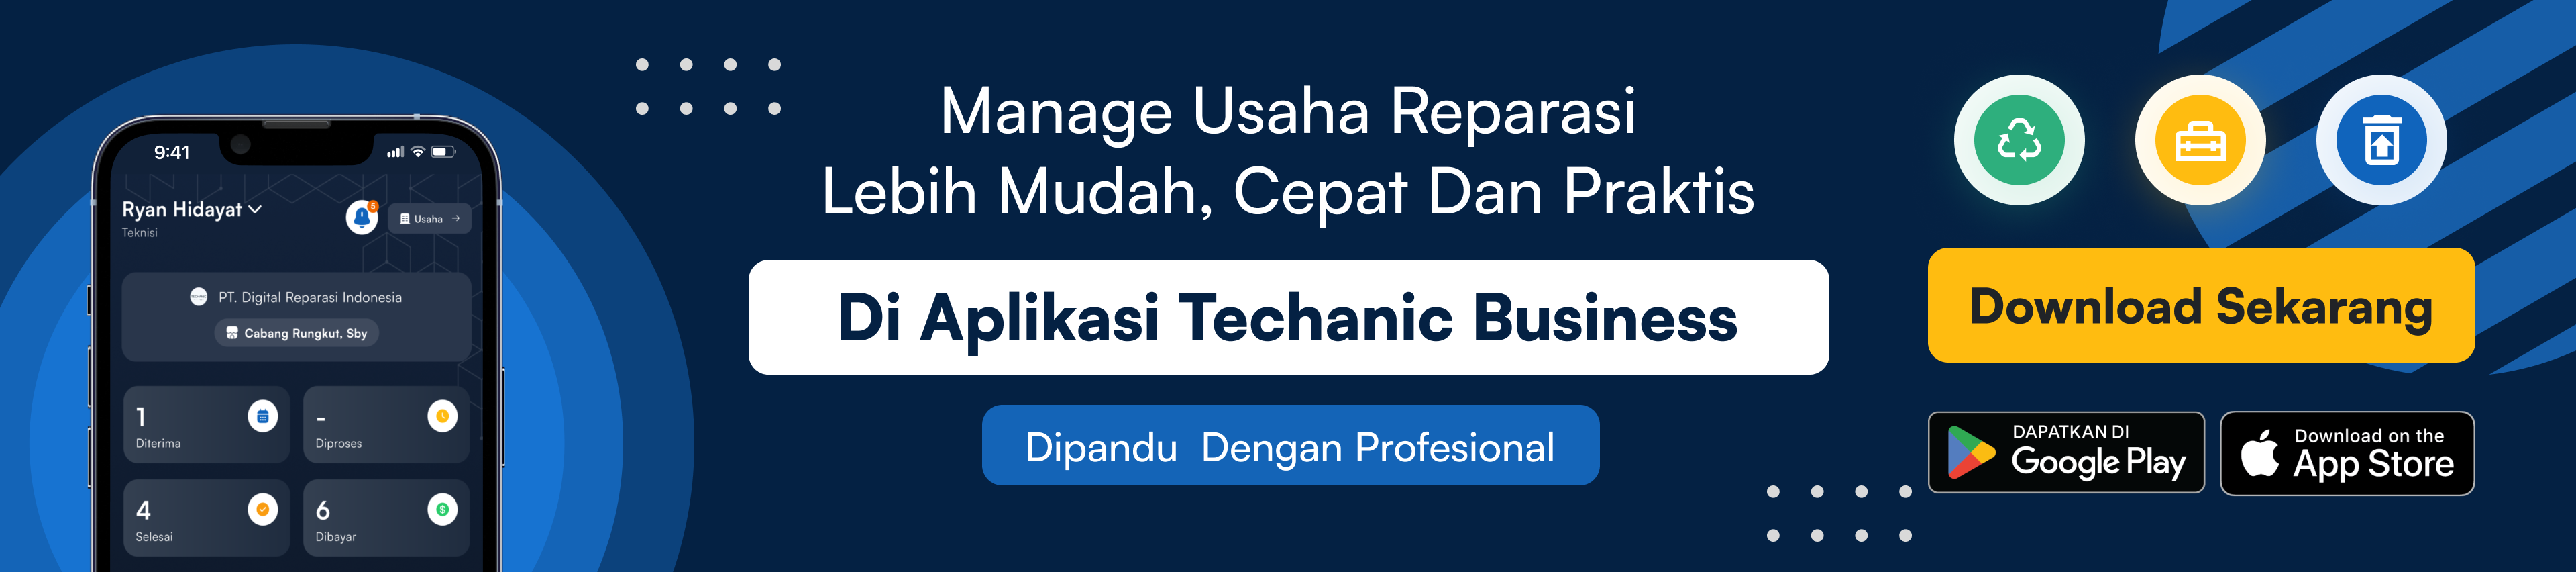 9:41
Ryan Hidayat
Teknisi
5
Usaha
PT. Digital Reparasi Indonesia
Cabang Rungkut, Sby
1
Diterima
-
Diproses
4
Selesai
6
Dibayar
Manage Usaha Reparasi
Lebih Mudah, Cepat Dan Praktis
Di Aplikasi Techanic Business
Dipandu Dengan Profesional
Download Sekarang
DAPATKAN DI
Google Play
Download on the
App Store